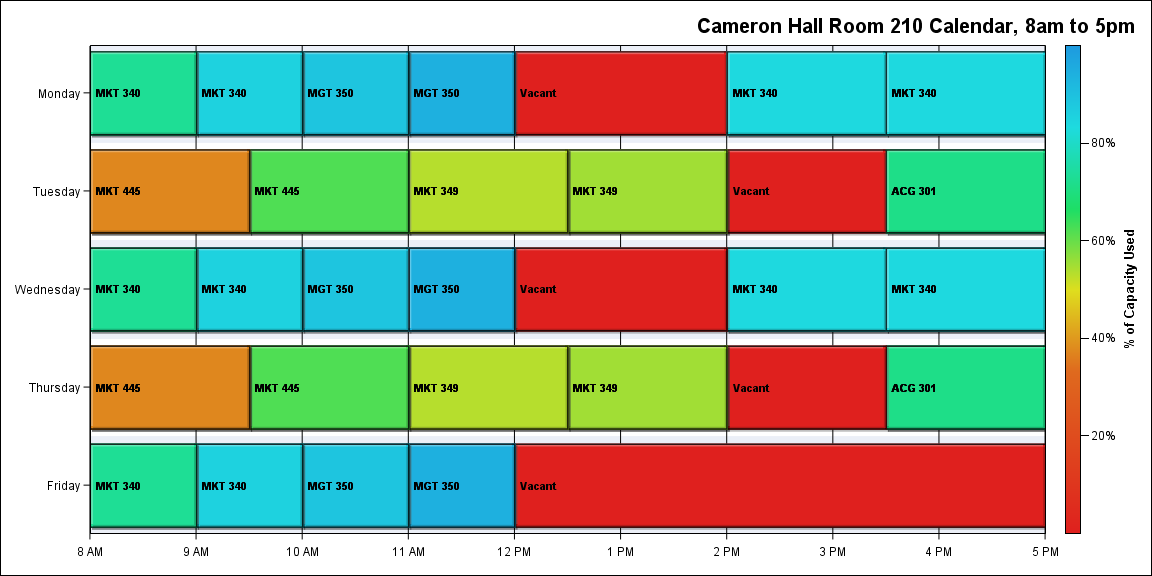 Cameron Hall Room 210 Calendar, 8am to 5pm
Monday
MKT 340
MKT 340
MGT 350
MGT 350
Vacant
MKT 340
MKT 340
Tuesday
MKT 445
MKT 445
MKT 349
MKT 349
Vacant
ACG 301
Wednesday
MKT 340
MKT 340
MGT 350
MGT 350
Vacant
MKT 340
MKT 340
Thursday
MKT 445
MKT 445
MKT 349
MKT 349
Vacant
ACG 301
Friday
MKT 340
MKT 340
MGT 350
MGT 350
Vacant
8 AM
9 AM
10 AM
11 AM
12 PM
1 PM
2 PM
3 PM
4 PM
5 PM
80%
60%
40%
20%
% of Capacity Used